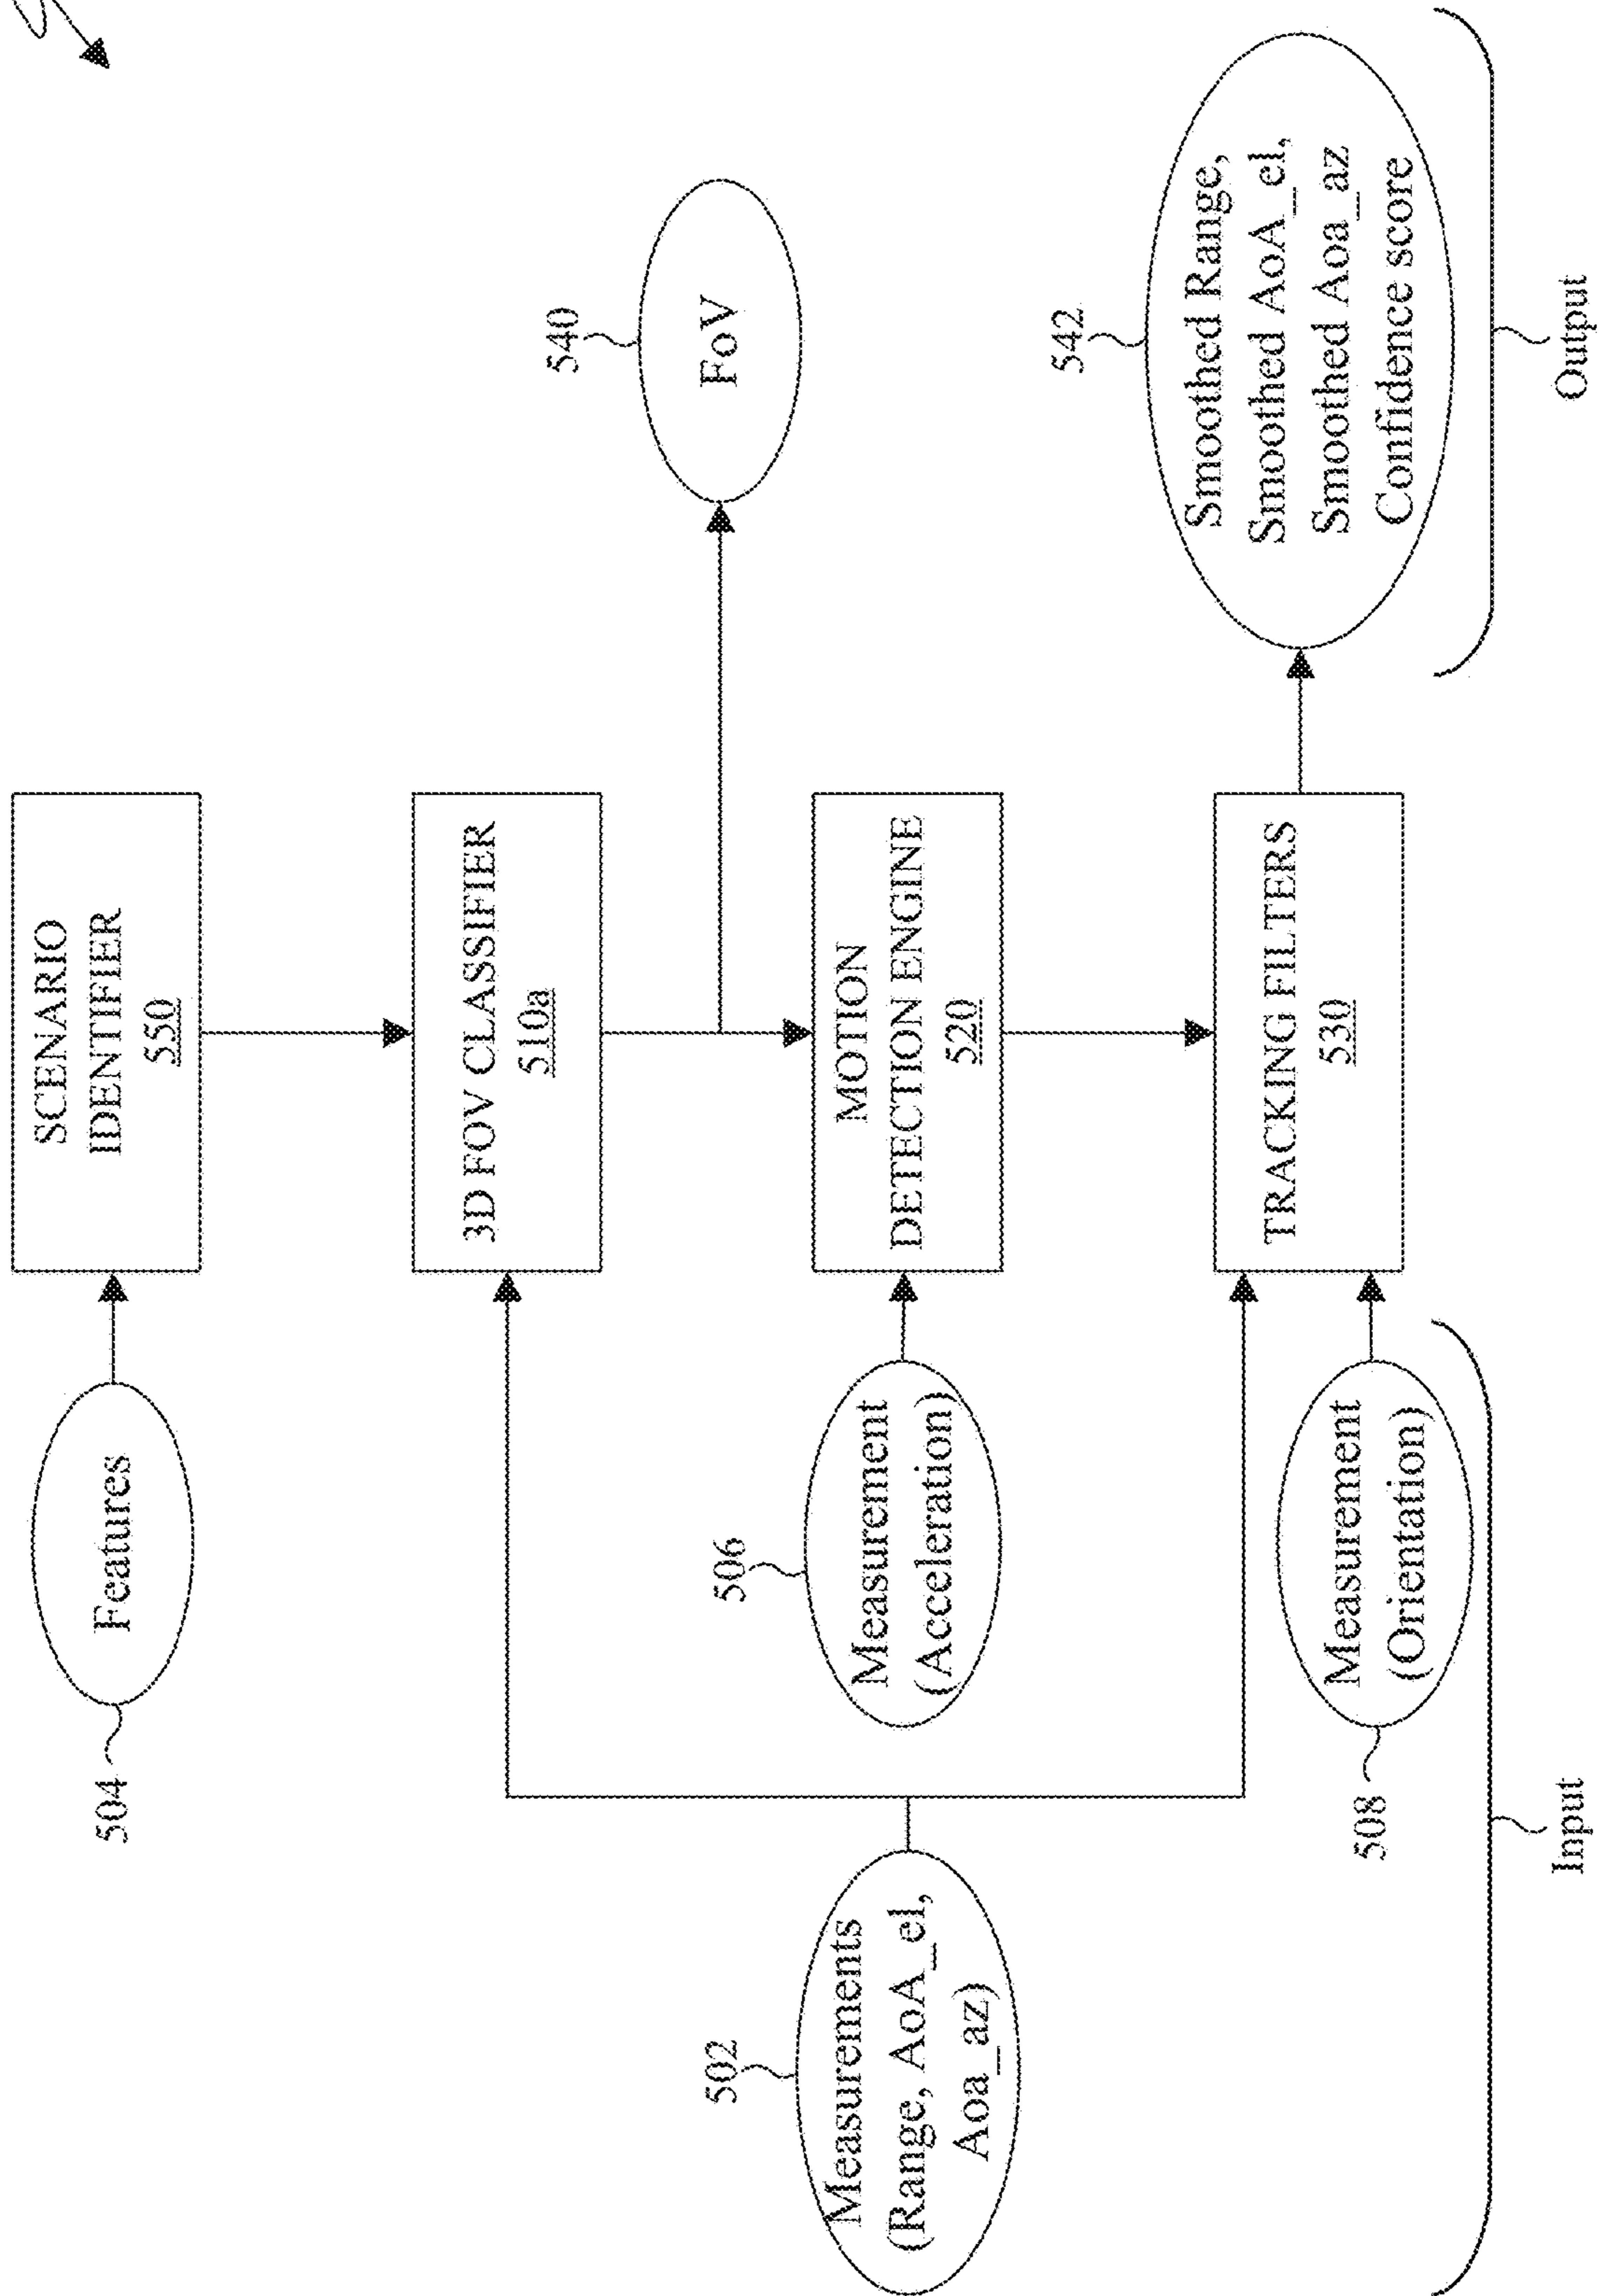 504
Features
SCENARIO
IDENTIFIER
550
3D FOV CLASSIFIER
510a
540
FoV
502
Measurements
(Range, AoA_el,
Aoa_az)
506
Measurement
(Acceleration)
MOTION
DETECTION ENGINE
520
508
Measurement
(Orientation)
TRACKING FILTERS
530
542
Smoothed Range,
Smoothed AoA_el,
Smoothed Aoa_az
Confidence score
Input
Output